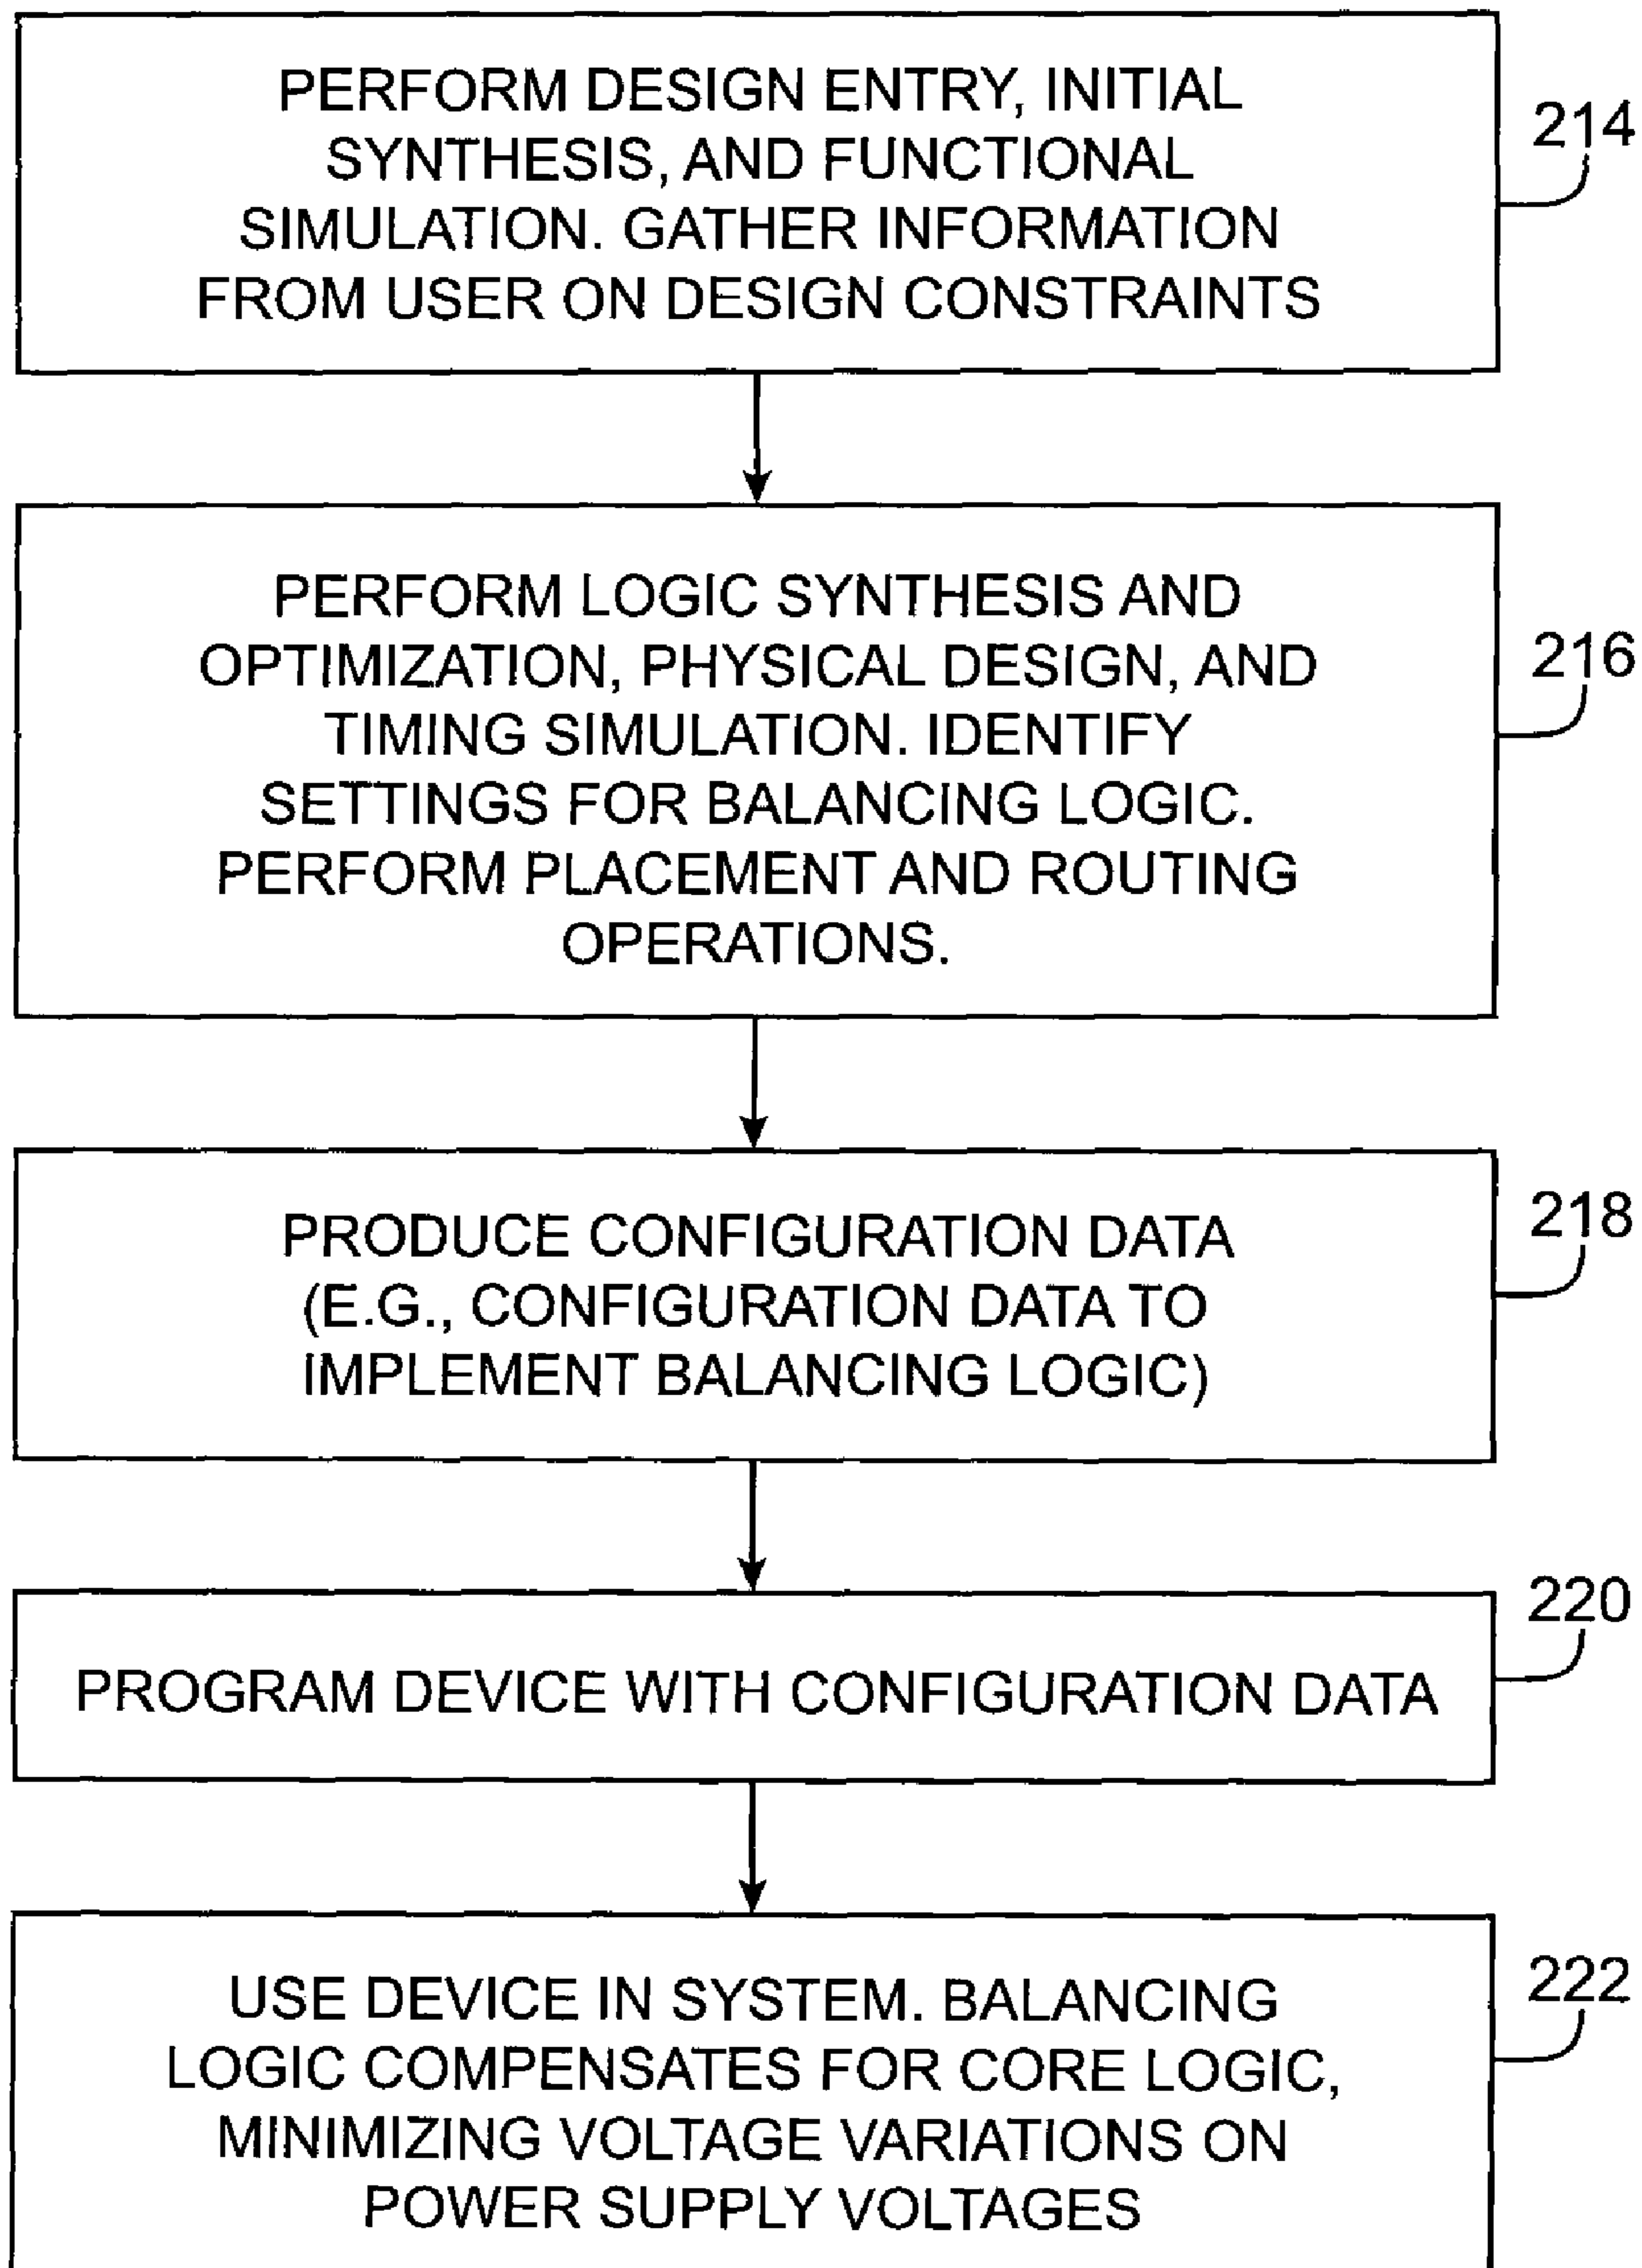 PERFORM DESIGN ENTRY, INITIAL
SYNTHESIS, AND FUNCTIONAL
SIMULATION. GATHER INFORMATION
FROM USER ON DESIGN CONSTRAINTS
214
PERFORM LOGIC SYNTHESIS AND
OPTIMIZATION, PHYSICAL DESIGN, AND
TIMING SIMULATION. IDENTIFY
SETTINGS FOR BALANCING LOGIC.
PERFORM PLACEMENT AND ROUTING
OPERATIONS.
216
PRODUCE CONFIGURATION DATA
(E.G., CONFIGURATION DATA TO
IMPLEMENT BALANCING LOGIC)
218
PROGRAM DEVICE WITH CONFIGURATION DATA
220
USE DEVICE IN SYSTEM. BALANCING
LOGIC COMPENSATES FOR CORE LOGIC,
MINIMIZING VOLTAGE VARIATIONS ON
POWER SUPPLY VOLTAGES
222